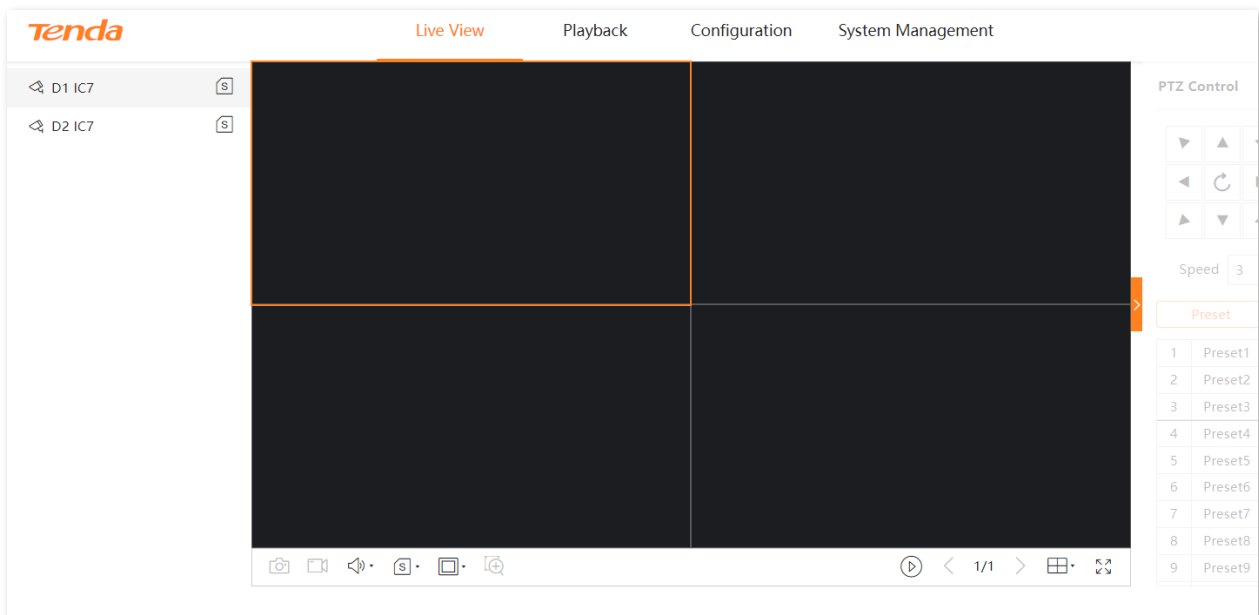 Tenda
Live View
Playback
Configuration
System Management
D1 IC7
S
D2 IC7
S
PTZ Control
Speed
3
Preset
1 Preset1
2 Preset2
3 Preset3
4 Preset4
5 Preset5
6 Preset6
7 Preset7
8 Preset8
9 Preset9
S
1/1